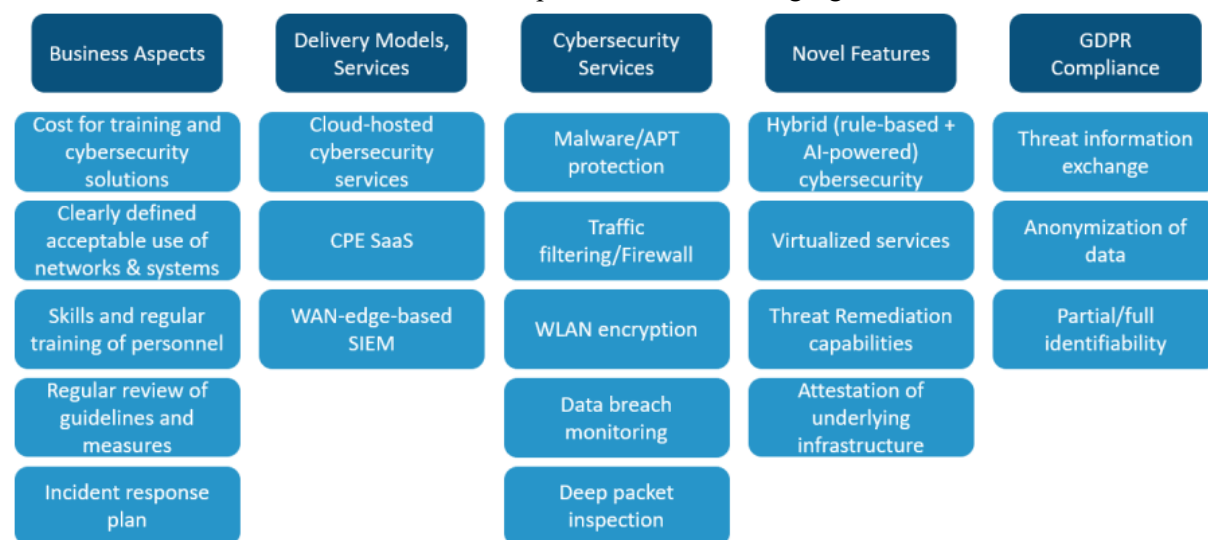 Business Aspects
Delivery Models,
Services
Cybersecurity
Services
Novel Features
GDPR
Compliance
Cost for training and
cybersecurity
solutions
Clearly defined
acceptable use of
networks & systems
Skills and regular
training of personnel
Regular review of
guidelines and
measures
Incident response
plan
Cloud-hosted
cybersecurity
services
CPE SaaS
WAN-edge-based
SIEM
Malware/APT
protection
Traffic
filtering/Firewall
WLAN encryption
Data breach
monitoring
Deep packet
inspection
Hybrid (rule-based +
AI-powered)
cybersecurity
Virtualized services
Threat Remediation
capabilities
Attestation of
underlying
infrastructure
Threat information
exchange
Anonymization of
data
Partial/full
identifiability